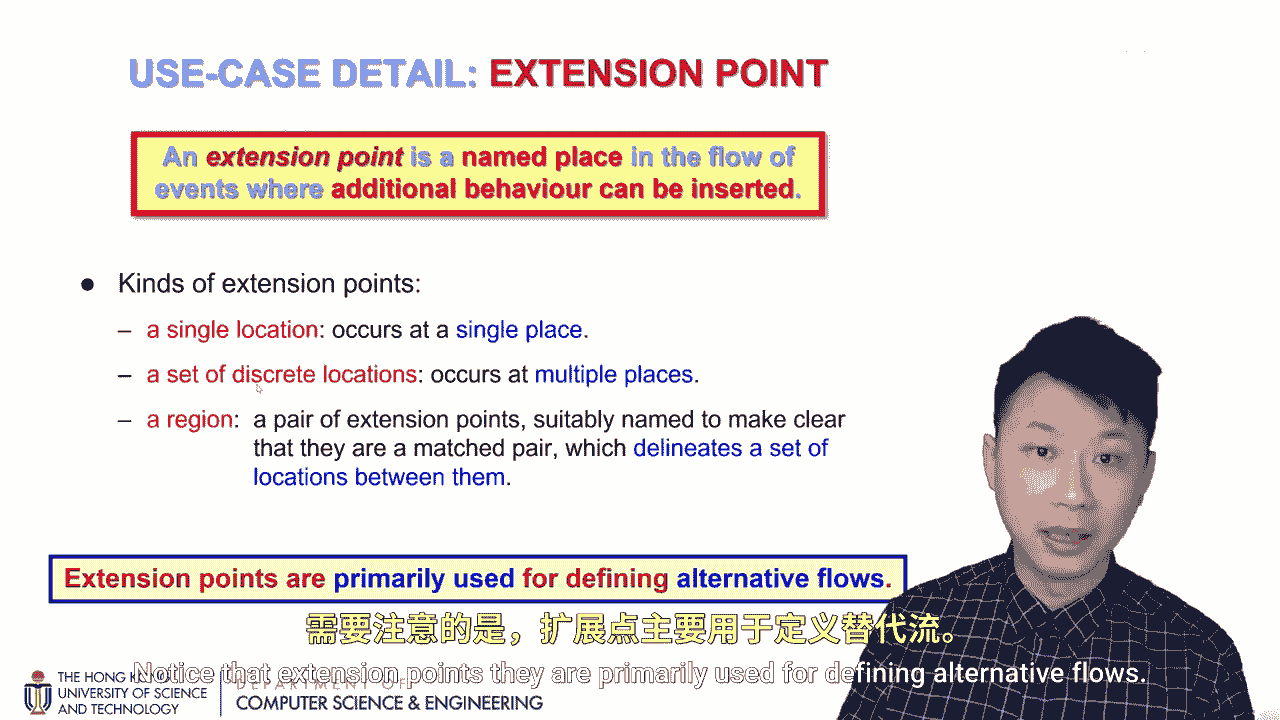 USE-CASE DETAIL: EXTENSION POINT
An extension point is a named place in the flow of
events where additional behaviour can be inserted.
● Kinds of extension points:
– a single location: occurs at a single place.
– a set of discrete locations: occurs at multiple places.
– a region: a pair of extension points, suitably named to make clear
that they are a matched pair, which delineates a set of
locations between them.
Extension points are primarily used for defining alternative flows.
需要注意的是，扩展点主要用于定义替代流。
Notice that extension points they are primarily used for defining alternative flows.
THE HONG KONG
UNIVERSITY OF SCIENCE
AND TECHNOLOGY
DEPARTMENT OF
COMPUTER SCIENCE & ENGINEERING